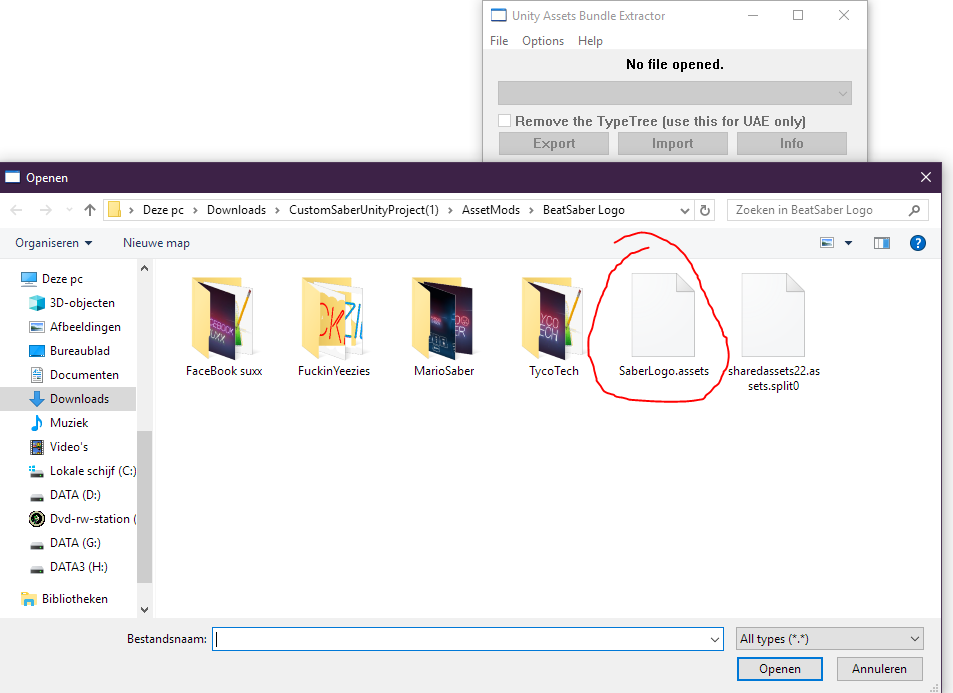 Unity Assets Bundle Extractor
File Options Help
No file opened.
Remove the TypeTree (use this for UAE only)
Export Import Info
Openen
Deze pc > Downloads > CustomSaberUnityProject(1) > AssetMods > BeatSaber Logo
Zoeken in BeatSaber Logo
Organiseren Nieuwe map
Deze pc
3D-objecten
Afbeeldingen
Bureaublad
Documenten
Downloads
Muziek
Video's
Lokale schijf (C:)
DATA (D:)
Dvd-rw-station (
DATA (G:)
DATA3 (H:)
Bibliotheken
FaceBook suxx
FuckinYeezies
MarioSaber
TycoTech
SaberLogo.assets
sharedassets22.as
sets.split0
Bestandsnaam:
All types (*.*)
Openen Annuleren